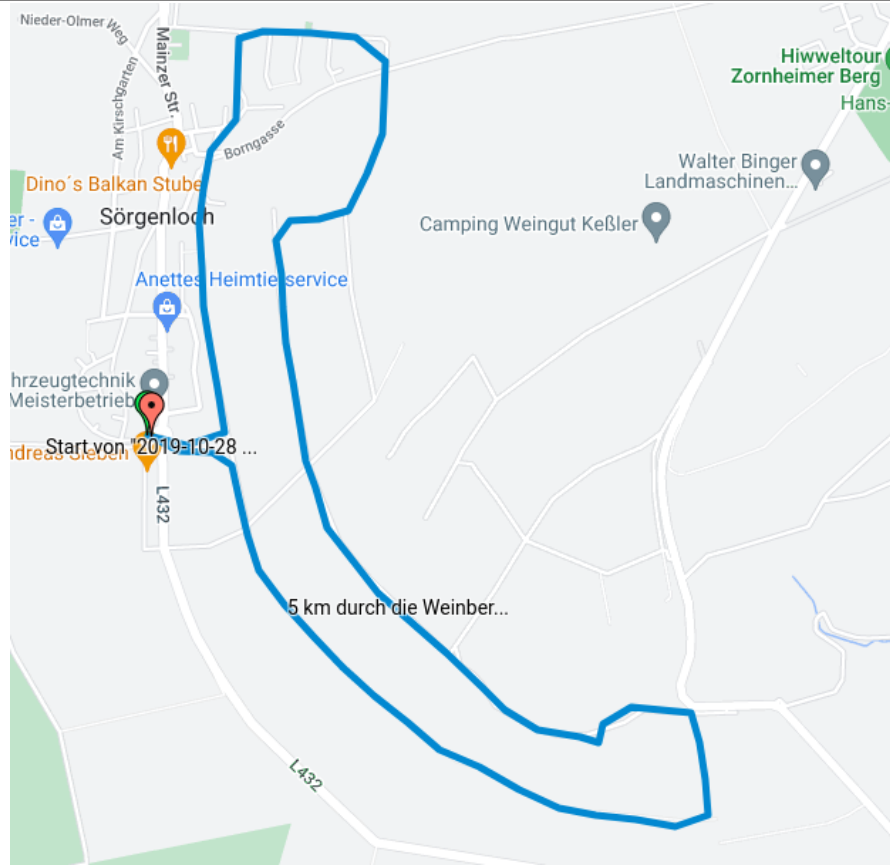 Nieder-Olmer Weg
Mainzer Str.
Am Kirschgarten
Hiwweltour
Zornheimer Berg
Hans-
Borngasse
Dino´s Balkan Stube
Walter Binger
Landmaschinen...
Sörgenloch
er -
vice
Camping Weingut Keßler
Anettes Heimtierservice
hrzeugtechnik
Meisterbetrieb
Start von "2019-10-28 ...
ndreas Sieben
L432
5 km durch die Weinber...
L432